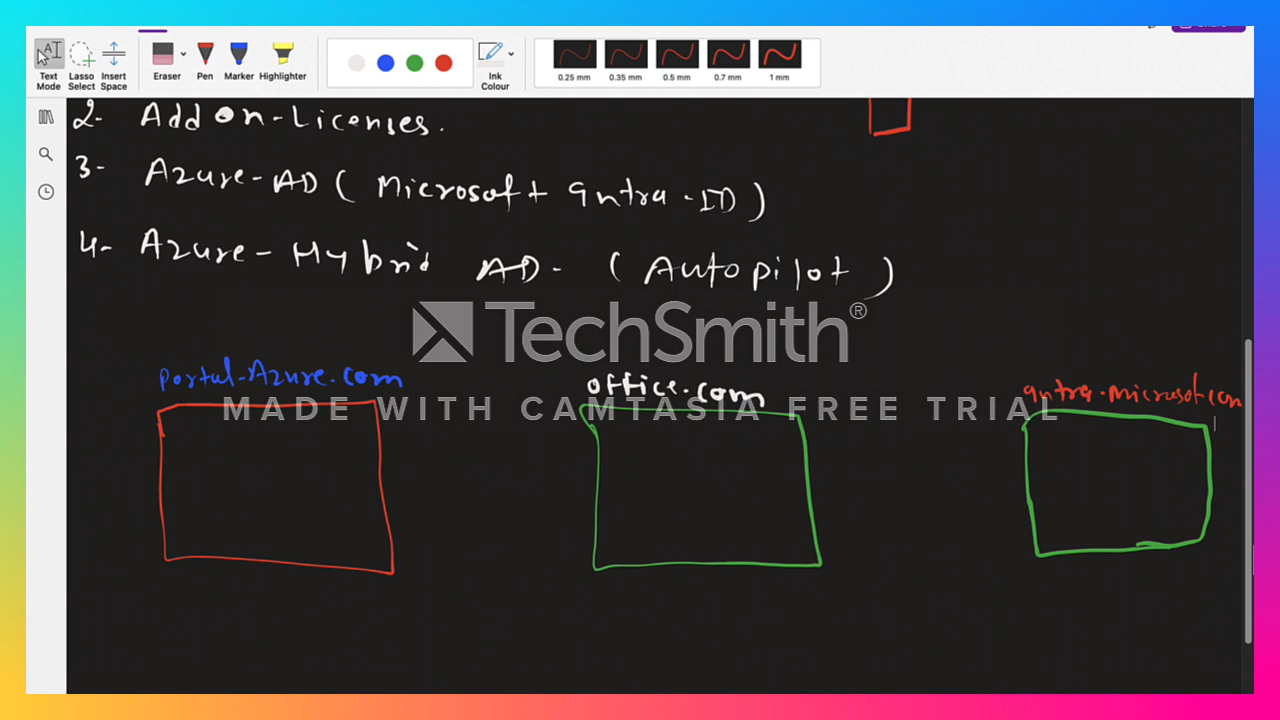 Text Mode
Lasso Select
Insert Space
Eraser
Pen
Marker
Highlighter
Ink Colour
0.25 mm
0.35 mm
0.5 mm
0.7 mm
1 mm
2- Add On-Licenses.
3- Azure-AD ( Microsoft Entra-ID )
4- Azure-Hybrid AD- ( Autopilot )
TechSmith®
portal-Azure.com
office.com
entra.microsoft.com
MADE WITH CAMTASIA FREE TRIAL